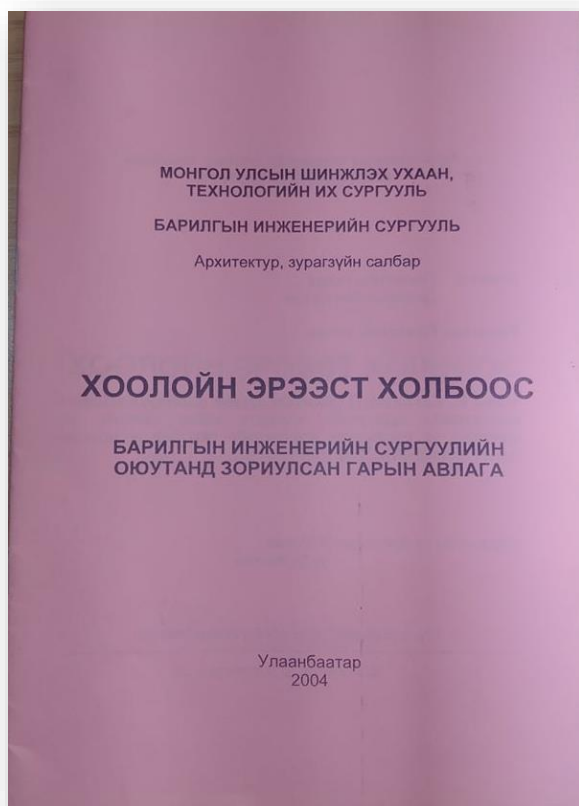 МОНГОЛ УЛСЫН ШИНЖЛЭХ УХААН,
ТЕХНОЛОГИЙН ИХ СУРГУУЛЬ
БАРИЛГЫН ИНЖЕНЕРИЙН СУРГУУЛЬ
Архитектур, зурагзүйн салбар
ХООЛОЙН ЭРЭЭСТ ХОЛБООС
БАРИЛГЫН ИНЖЕНЕРИЙН СУРГУУЛИЙН
ОЮУТАНД ЗОРИУЛСАН ГАРЫН АВЛАГА
Улаанбаатар
2004